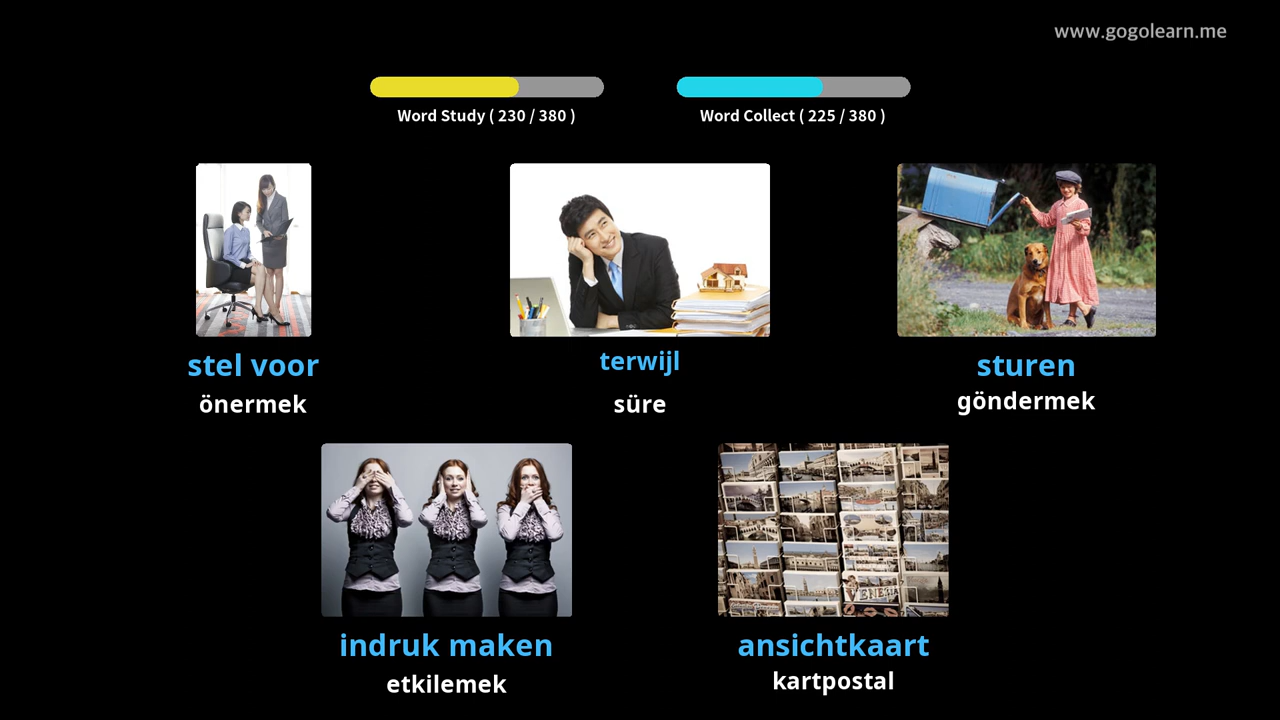 www.gogolearn.me
Word Study ( 230 / 380 )
Word Collect ( 225 / 380 )
stel voor
önermek
terwijl
süre
sturen
göndermek
indruk maken
etkilemek
ansichtkaart
kartpostal